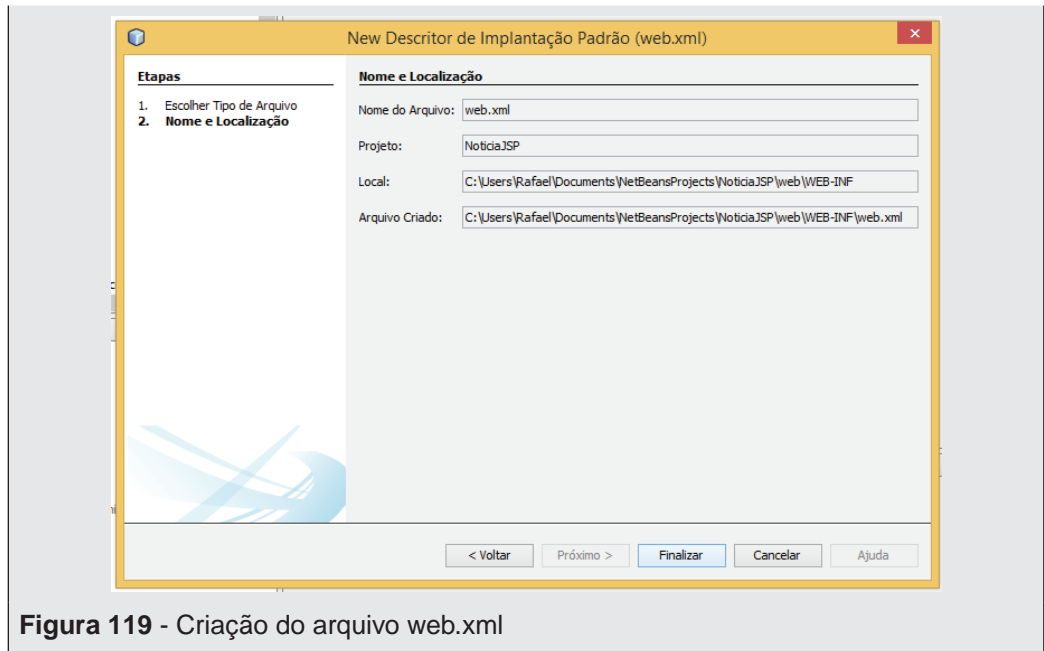 New Descritor de Implantação Padrão (web.xml)
Etapas
1. Escolher Tipo de Arquivo
2. Nome e Localização
Nome e Localização
Nome do Arquivo: web.xml
Projeto: NoticiaJSP
Local: C:\Users\Rafael\Documents\NetBeansProjects\NoticiaJSP\web\WEB-INF
Arquivo Criado: C:\Users\Rafael\Documents\NetBeansProjects\NoticiaJSP\web\WEB-INF\web.xml
< Voltar
Próximo >
Finalizar
Cancelar
Ajuda
Figura 119 - Criação do arquivo web.xml